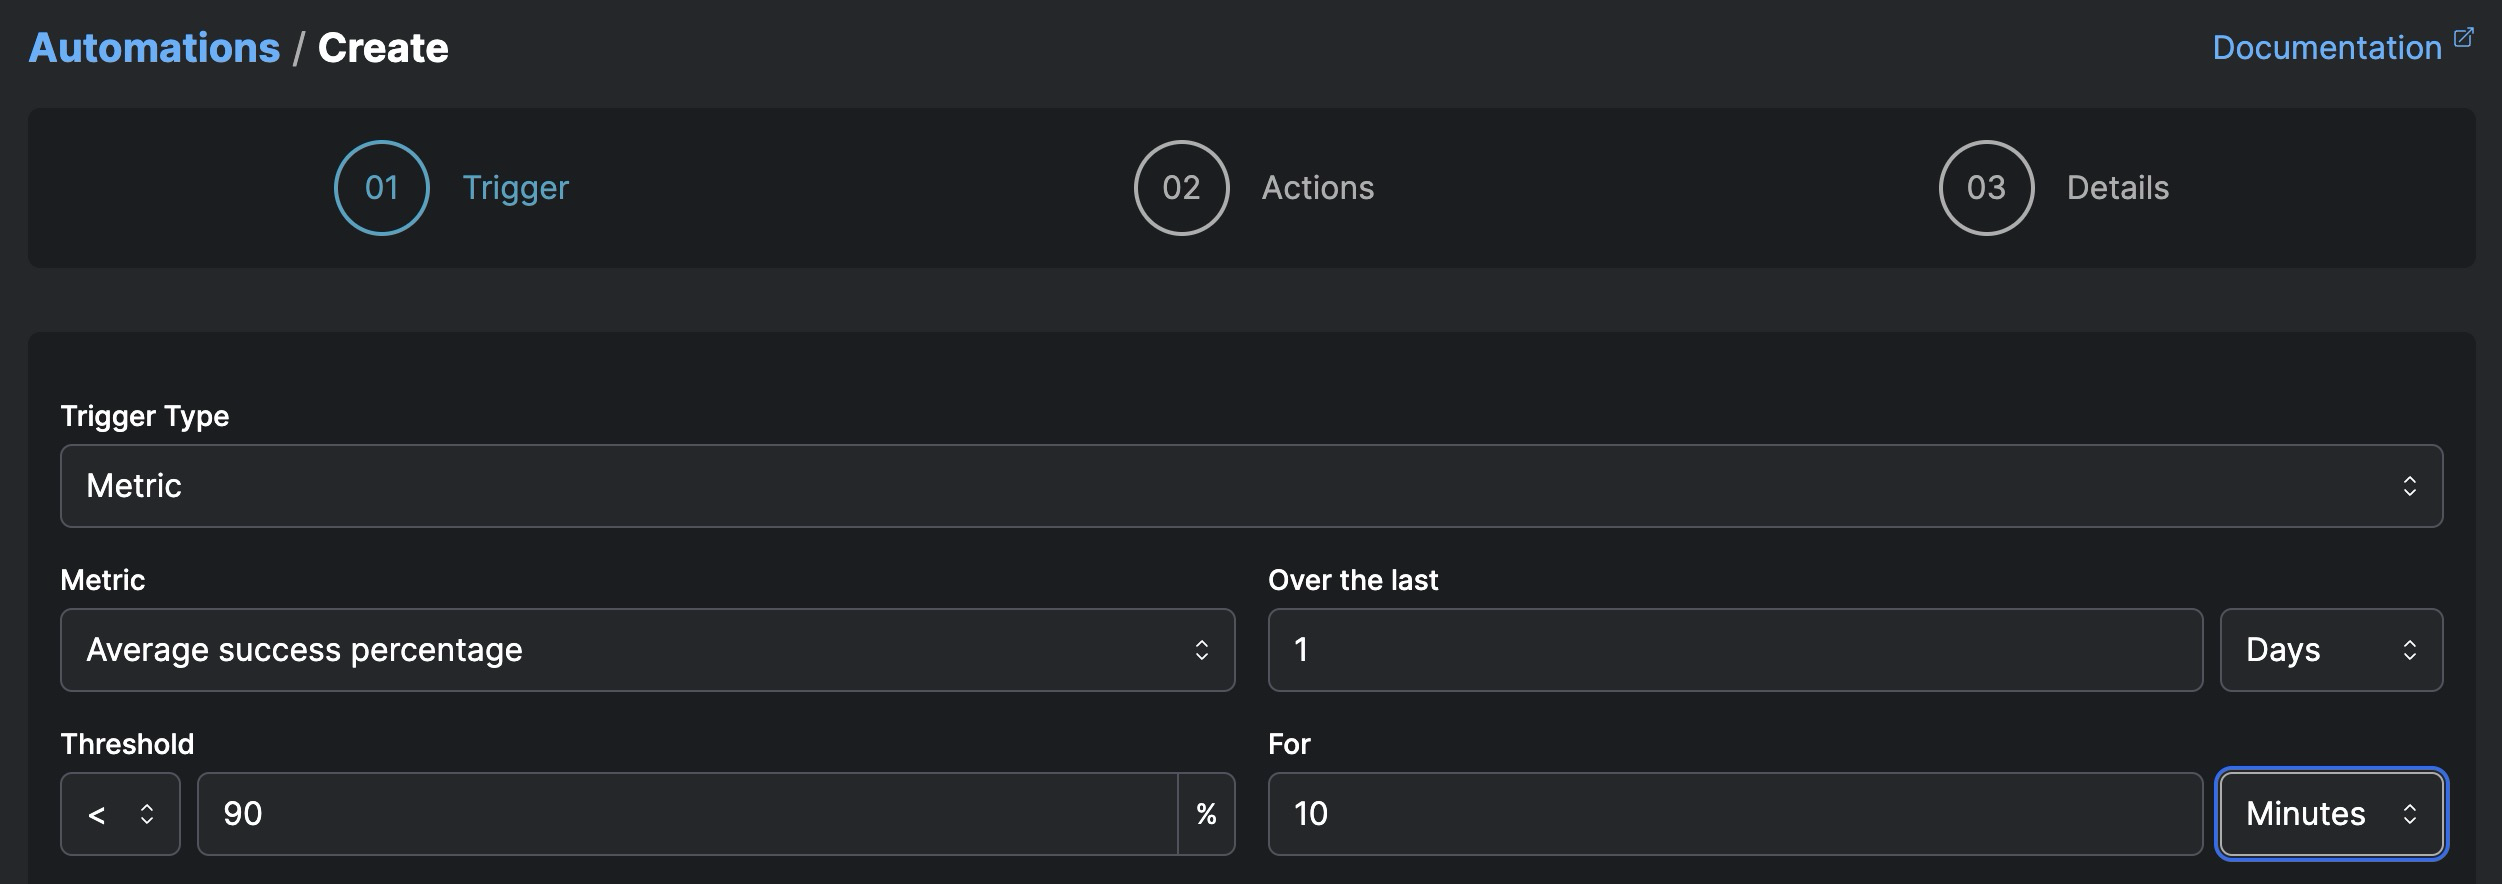 Automations / Create
Documentation
01 Trigger
02 Actions
03 Details
Trigger Type
Metric
Metric
Over the last
Average success percentage
1
Days
Threshold
For
<
90
%
10
Minutes